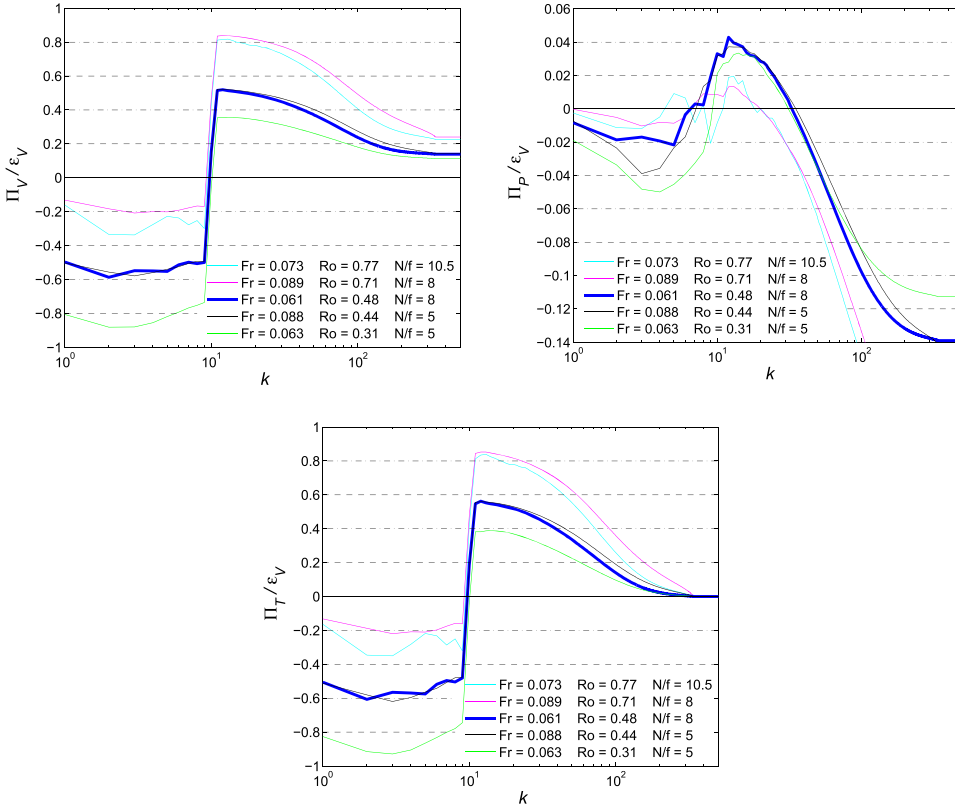 1
0.8
0.6
0.4
0.2
0
−0.2
−0.4
−0.6
−0.8
−1
Π_V/ε_V
Fr = 0.073 Ro = 0.77 N/f = 10.5
Fr = 0.089 Ro = 0.71 N/f = 8
Fr = 0.061 Ro = 0.48 N/f = 8
Fr = 0.088 Ro = 0.44 N/f = 5
Fr = 0.063 Ro = 0.31 N/f = 5
10^0 10^1 10^2
k
0.06
0.04
0.02
0
−0.02
−0.04
−0.06
−0.08
−0.1
−0.12
−0.14
Π_P/ε_V
Fr = 0.073 Ro = 0.77 N/f = 10.5
Fr = 0.089 Ro = 0.71 N/f = 8
Fr = 0.061 Ro = 0.48 N/f = 8
Fr = 0.088 Ro = 0.44 N/f = 5
Fr = 0.063 Ro = 0.31 N/f = 5
10^0 10^1 10^2
k
1
0.8
0.6
0.4
0.2
0
−0.2
−0.4
−0.6
−0.8
−1
Π_T/ε_V
Fr = 0.073 Ro = 0.77 N/f = 10.5
Fr = 0.089 Ro = 0.71 N/f = 8
Fr = 0.061 Ro = 0.48 N/f = 8
Fr = 0.088 Ro = 0.44 N/f = 5
Fr = 0.063 Ro = 0.31 N/f = 5
10^0 10^1 10^2
k